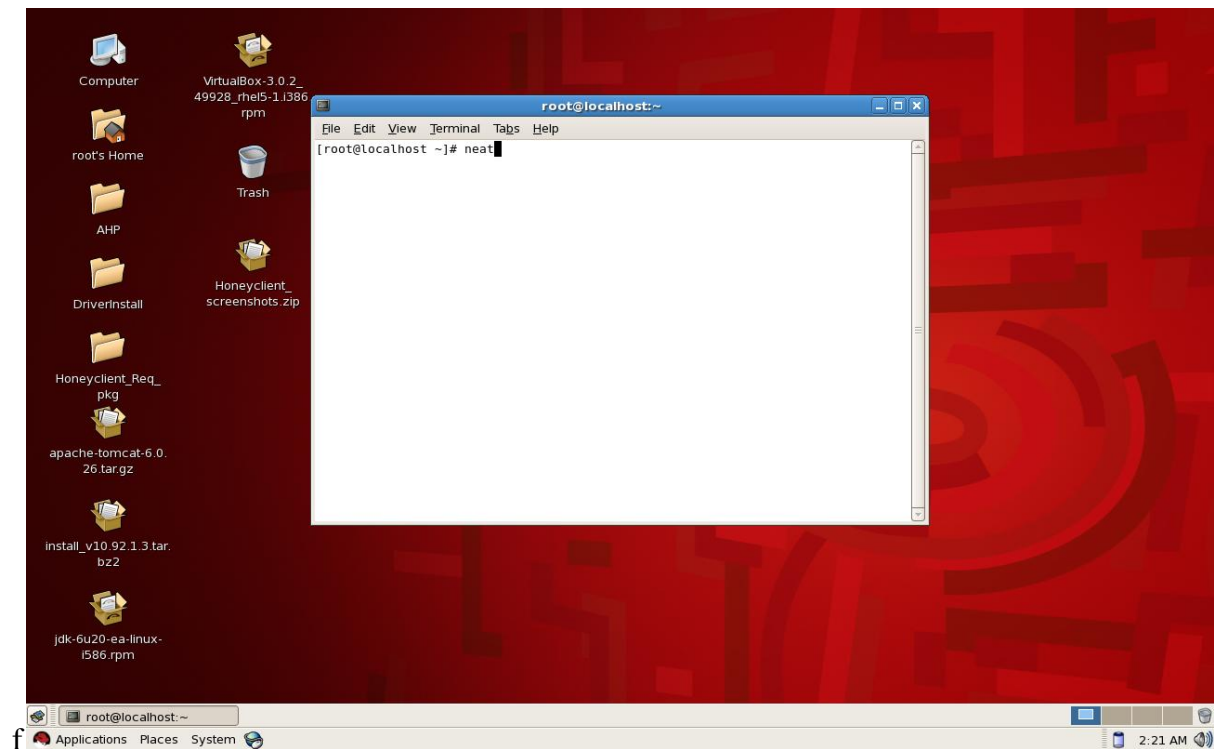 Computer
VirtualBox-3.0.2_
49928_rhel5-1.i386.
rpm
root's Home
Trash
AHP
Honeyclient_
screenshots.zip
DriverInstall
Honeyclient_Req_
pkg
apache-tomcat-6.0.
26.tar.gz
install_v10.92.1.3.tar.
bz2
jdk-6u20-ea-linux-
i586.rpm
root@localhost:~
File Edit View Terminal Tabs Help
[root@localhost ~]# neat
root@localhost:~
f
Applications Places System
2:21 AM